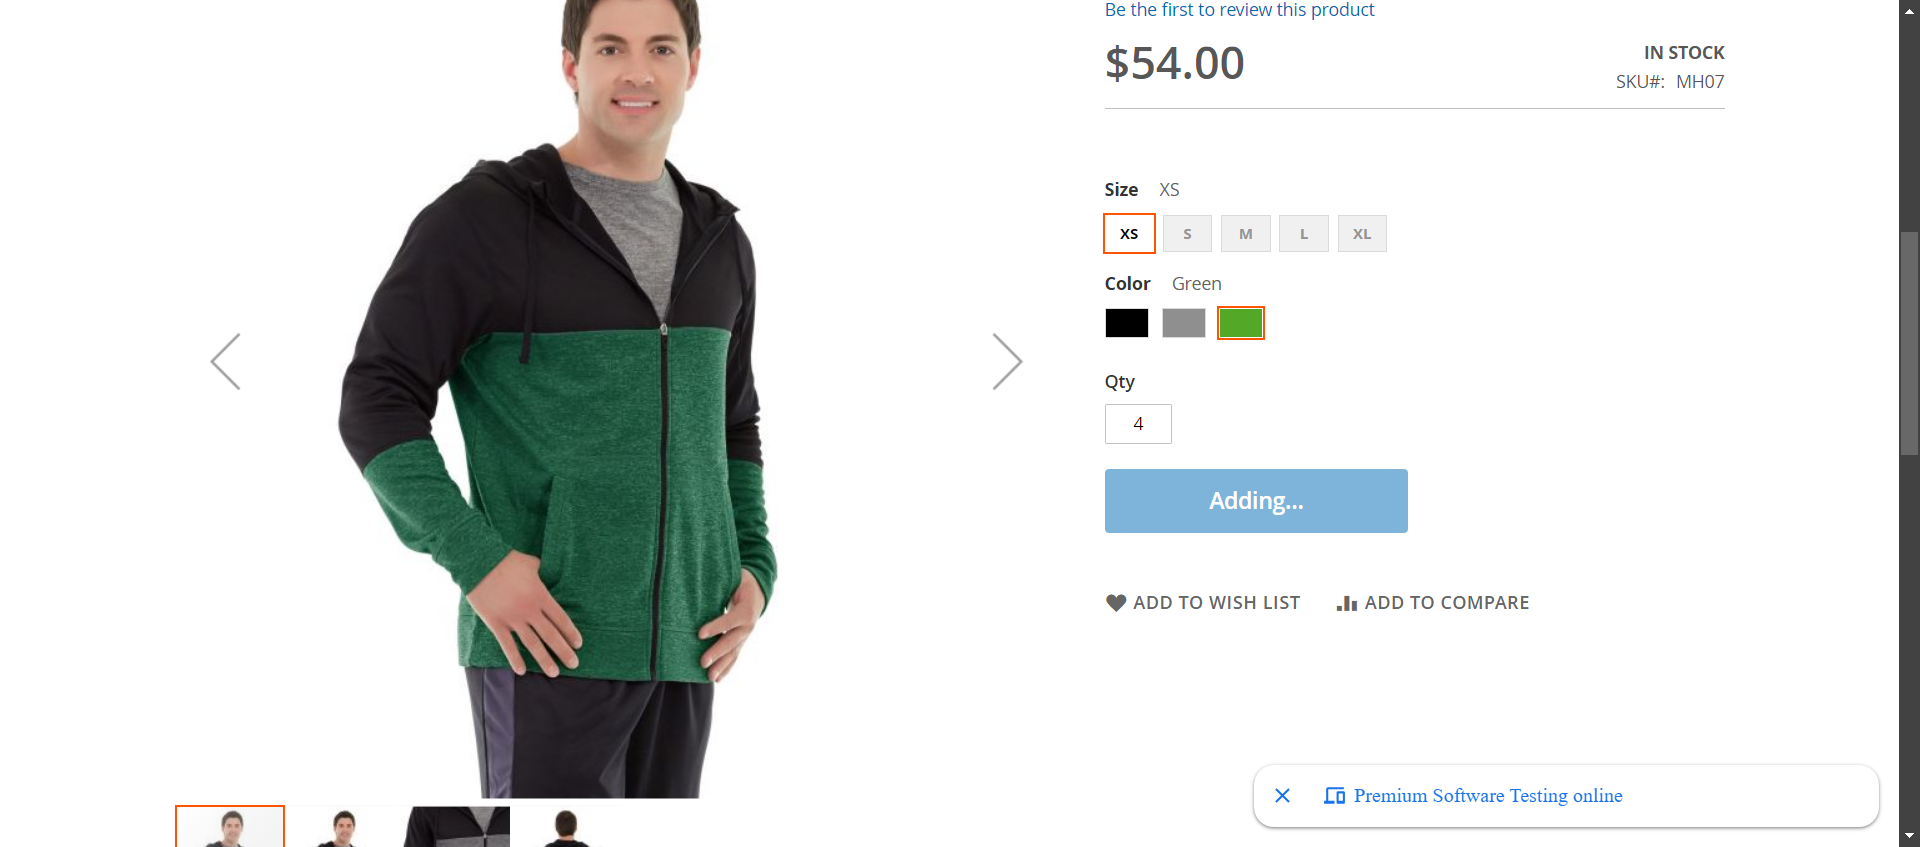 Be the first to review this product
$54.00
IN STOCK
SKU#: MH07
Size XS
XS S M L XL
Color Green
Qty
4
Adding...
ADD TO WISH LIST ADD TO COMPARE
Premium Software Testing online